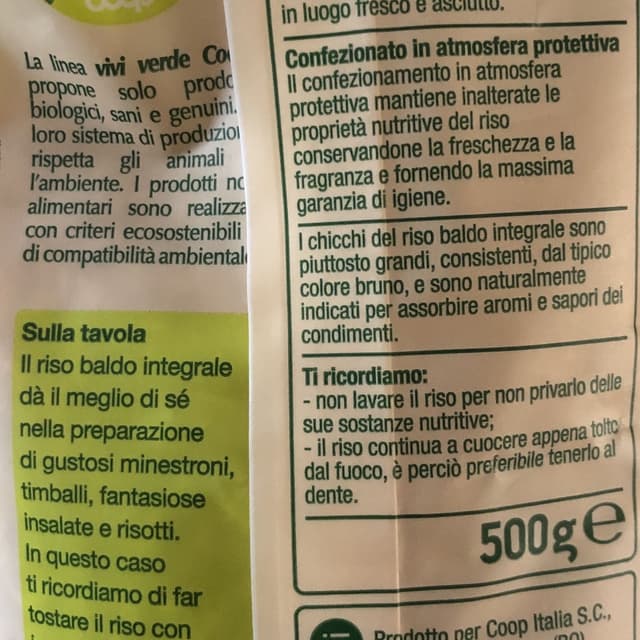 coop
La linea vivi verde
propone solo
biologici, sani e genuini.
loro sistema di
rispetta gli animali
l'ambiente. I prodotti
alimentari sono
con criteri ecosostenibili
di compatibilità
Sulla tavola
Il riso baldo integrale
dà il meglio di sé
nella preparazione
di gustosi minestroni,
timballi, fantasiose
insalate e risotti.
In questo caso
ti ricordiamo di far
tostare il riso con
in luogo fresco e asciutto.
Confezionato in atmosfera protettiva
Il confezionamento in atmosfera
protettiva mantiene inalterate le
proprietà nutritive del riso
conservandone la freschezza e la
fragranza e fornendo la massima
garanzia di igiene.
I chicchi del riso baldo integrale sono
piuttosto grandi, consistenti, dal tipico
colore bruno, e sono naturalmente
indicati per assorbire aromi e sapori dei
condimenti.
Ti ricordiamo:
- non lavare il riso per non privarlo delle
sue sostanze nutritive;
- il riso continua a cuocere appena tolto
dal fuoco, è perciò preferibile tenerlo al
dente.
500g e
Prodotto per Coop Italia S.C.,